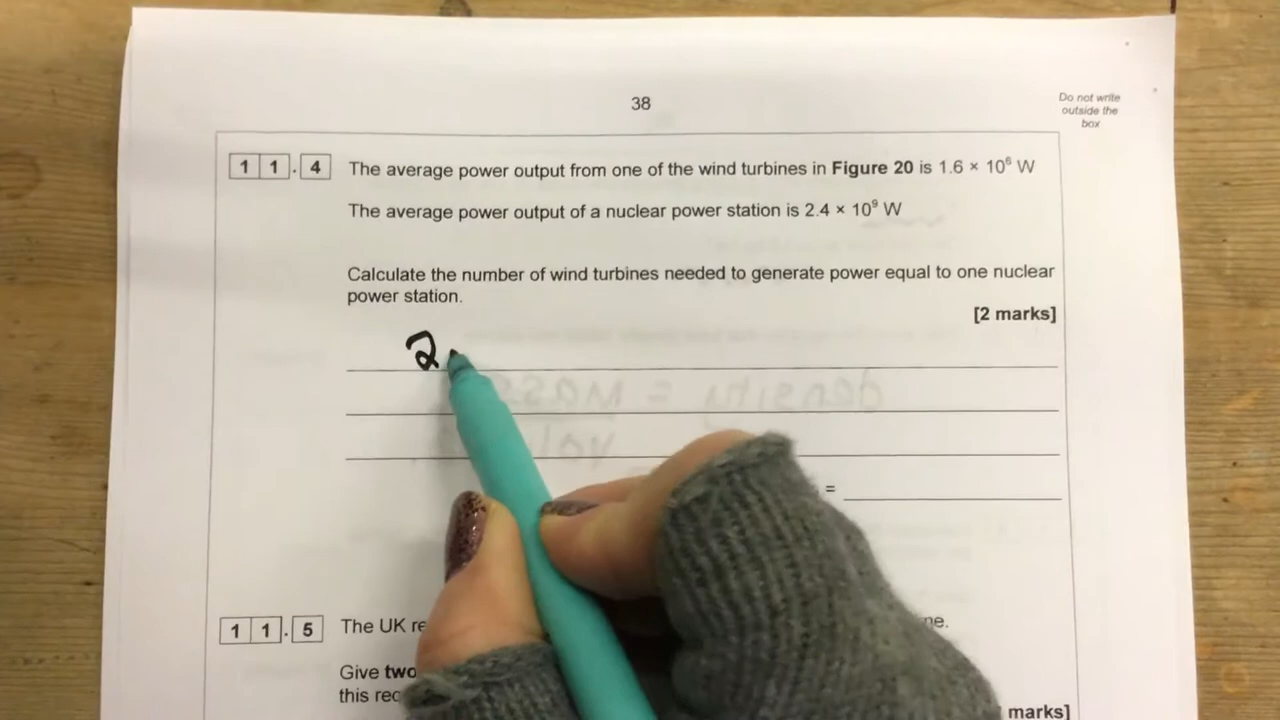 38
Do not write
outside the
box
1 1 . 4 The average power output from one of the wind turbines in Figure 20 is 1.6 × 10⁶ W
The average power output of a nuclear power station is 2.4 × 10⁹ W
Calculate the number of wind turbines needed to generate power equal to one nuclear
power station.
[2 marks]
2.
density = mass
=
1 1 . 5 The UK
Give two
this
marks]